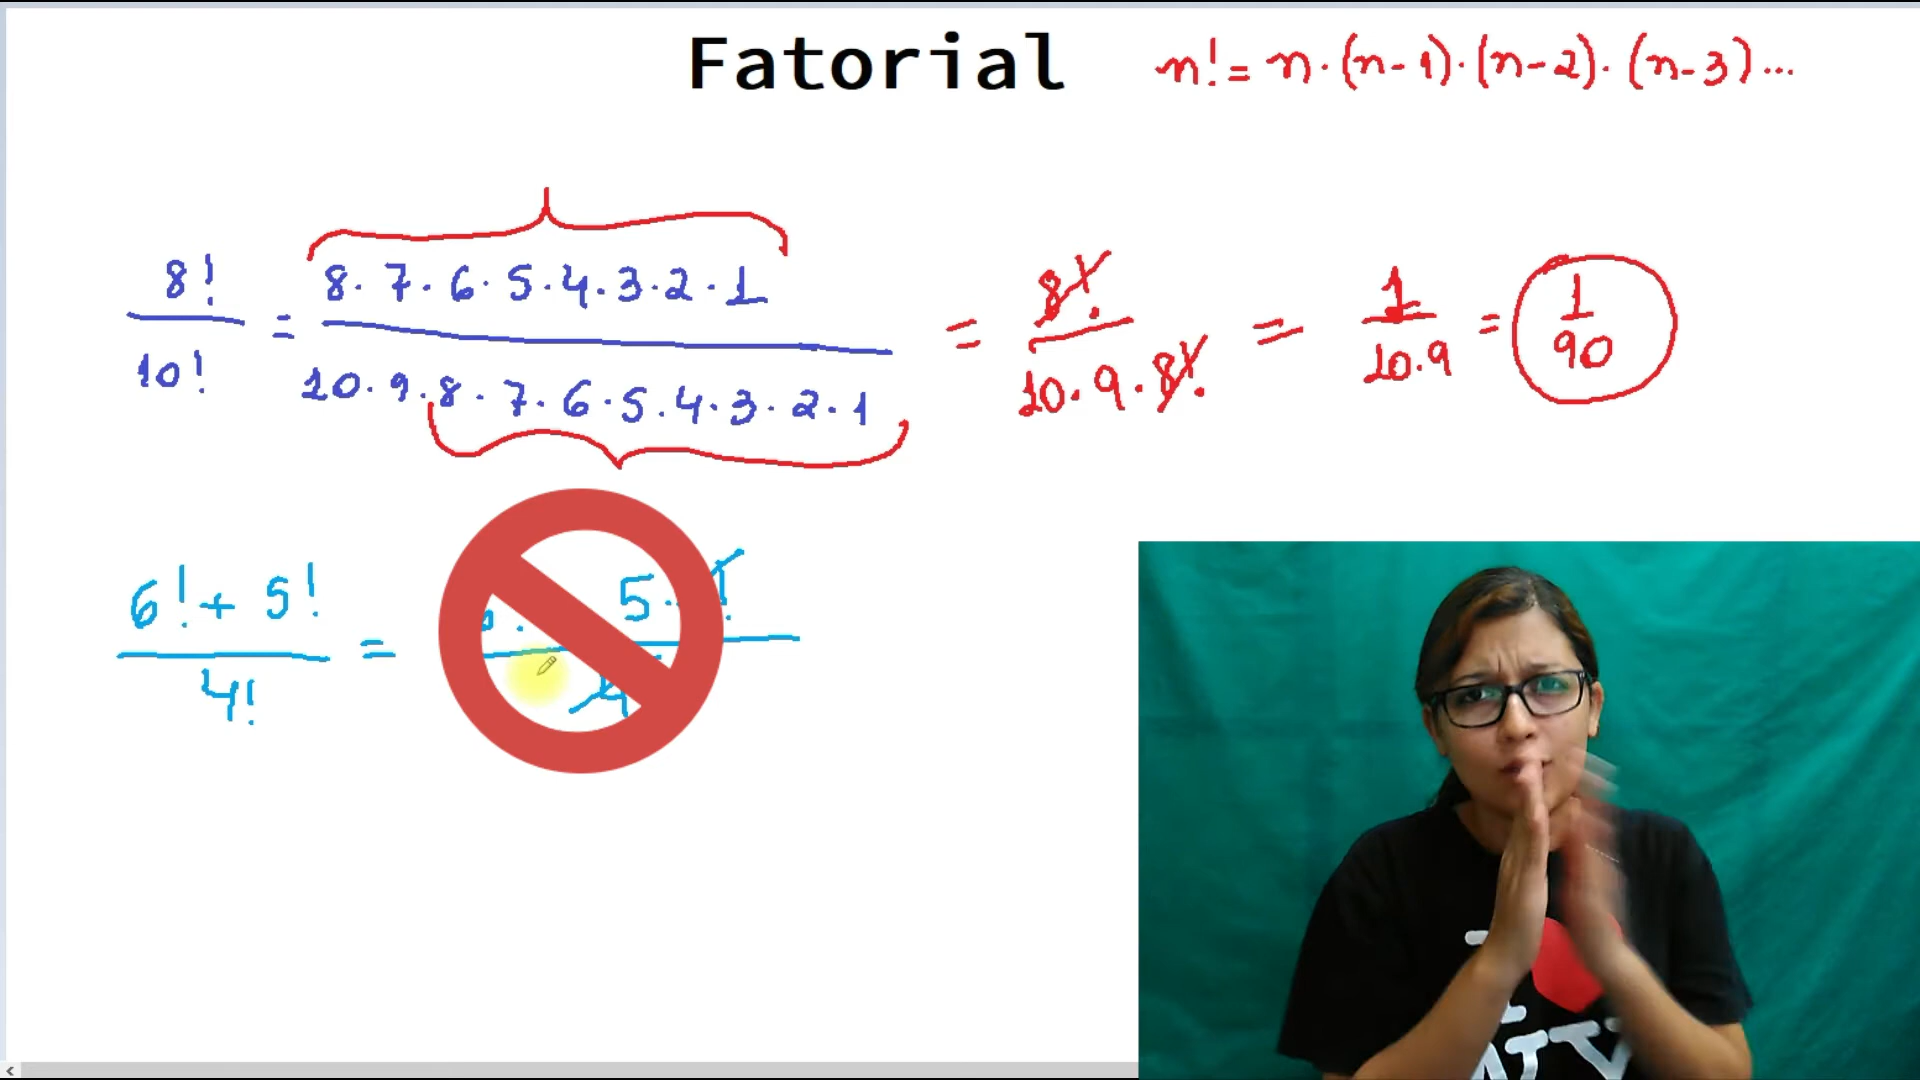 Fatorial
n! = n · (n-1) · (n-2) · (n-3) ...
8! / 10! = 8 · 7 · 6 · 5 · 4 · 3 · 2 · 1 / 10 · 9 · 8 · 7 · 6 · 5 · 4 · 3 · 2 · 1 = 8! / 10 · 9 · 8! = 1 / 10 · 9 = 1 / 90
6! + 5! / 4! = 5 ·
I